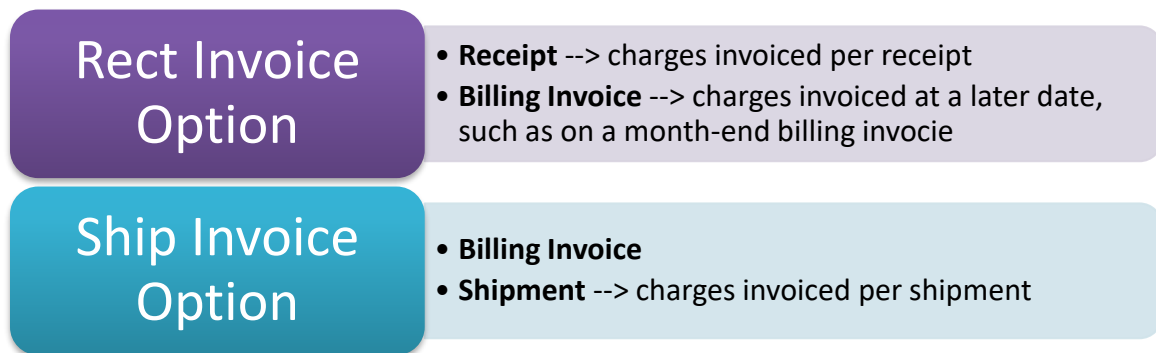 Rect Invoice
Option
• Receipt --> charges invoiced per receipt
• Billing Invoice --> charges invoiced at a later date,
such as on a month-end billing invocie
Ship Invoice
Option
• Billing Invoice
• Shipment --> charges invoiced per shipment